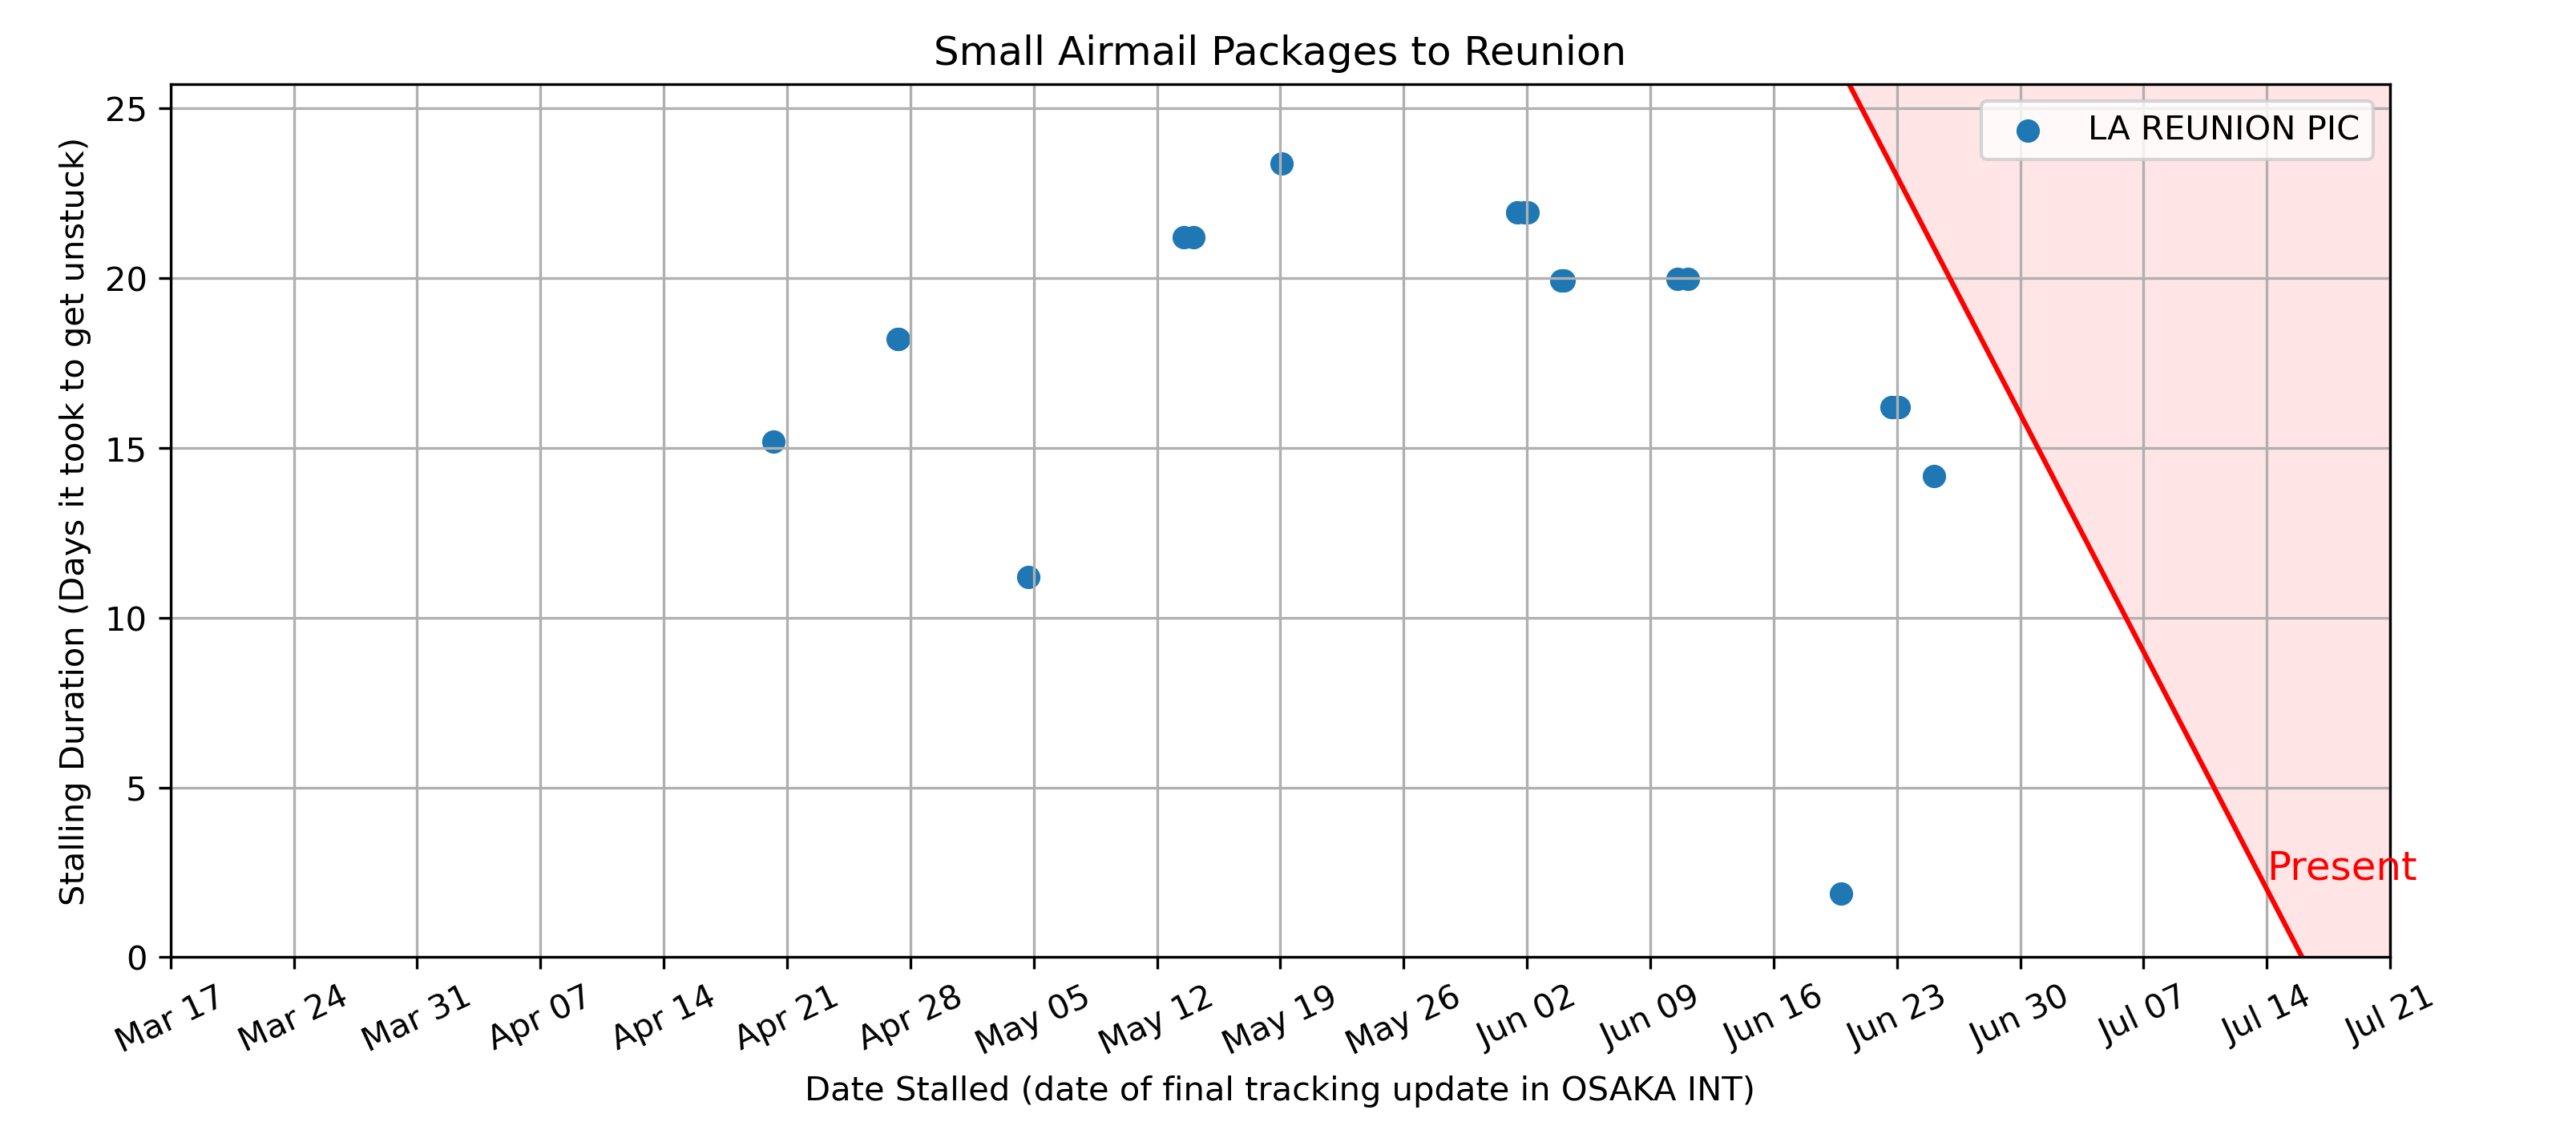 Small Airmail Packages to Reunion
LA REUNION PIC
Stalling Duration (Days it took to get unstuck)
25
20
15
10
5
0
Present
Mar 17
Mar 24
Mar 31
Apr 07
Apr 14
Apr 21
Apr 28
May 05
May 12
May 19
May 26
Jun 02
Jun 09
Jun 16
Jun 23
Jun 30
Jul 07
Jul 14
Jul 21
Date Stalled (date of final tracking update in OSAKA INT)